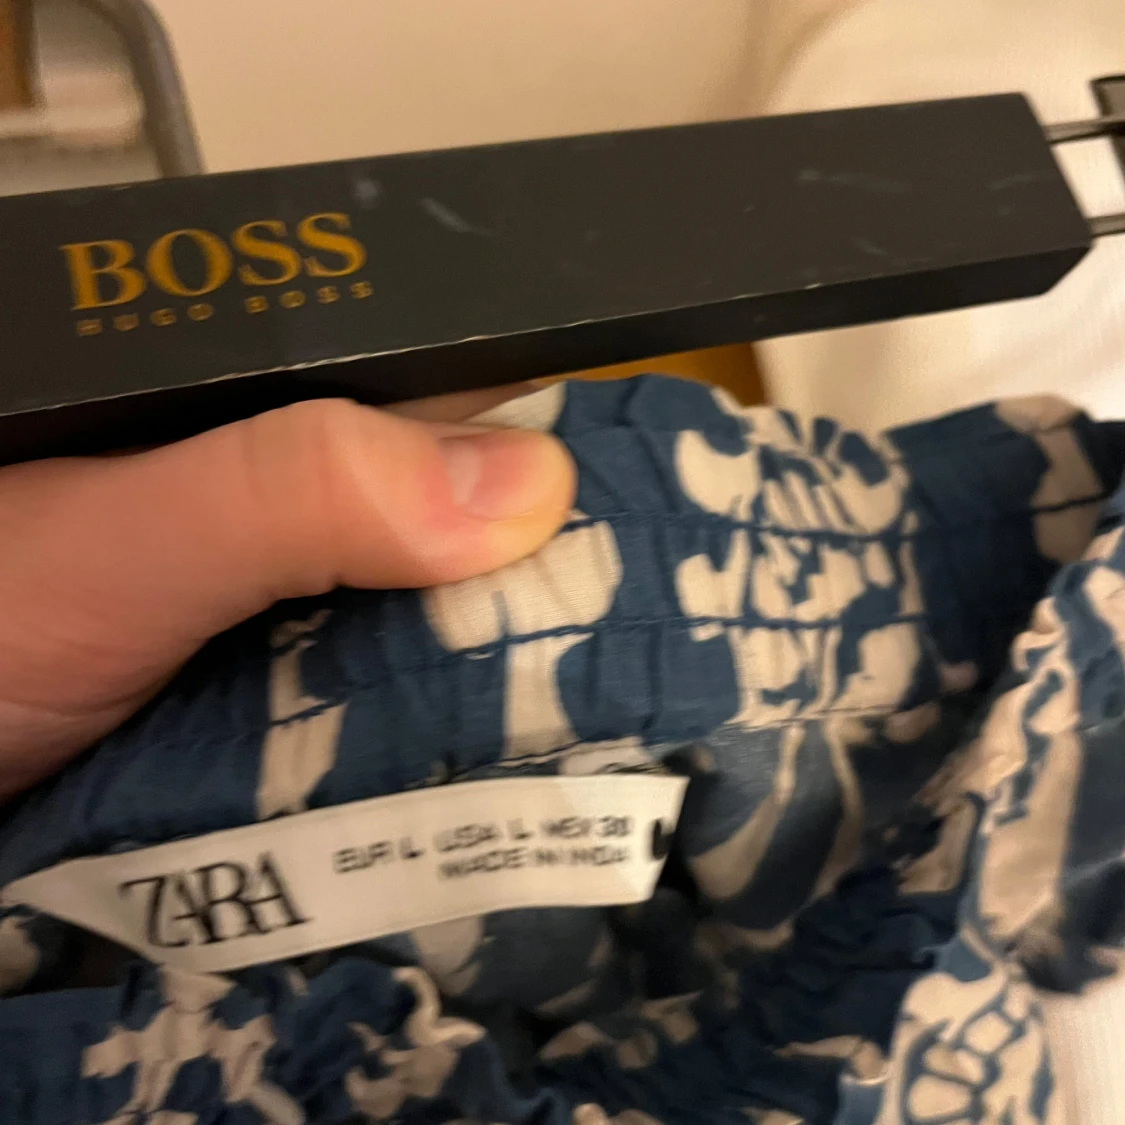 BOSS
HUGO BOSS
ZARA
EUR L USA L MEX 30
MADE IN INDIA